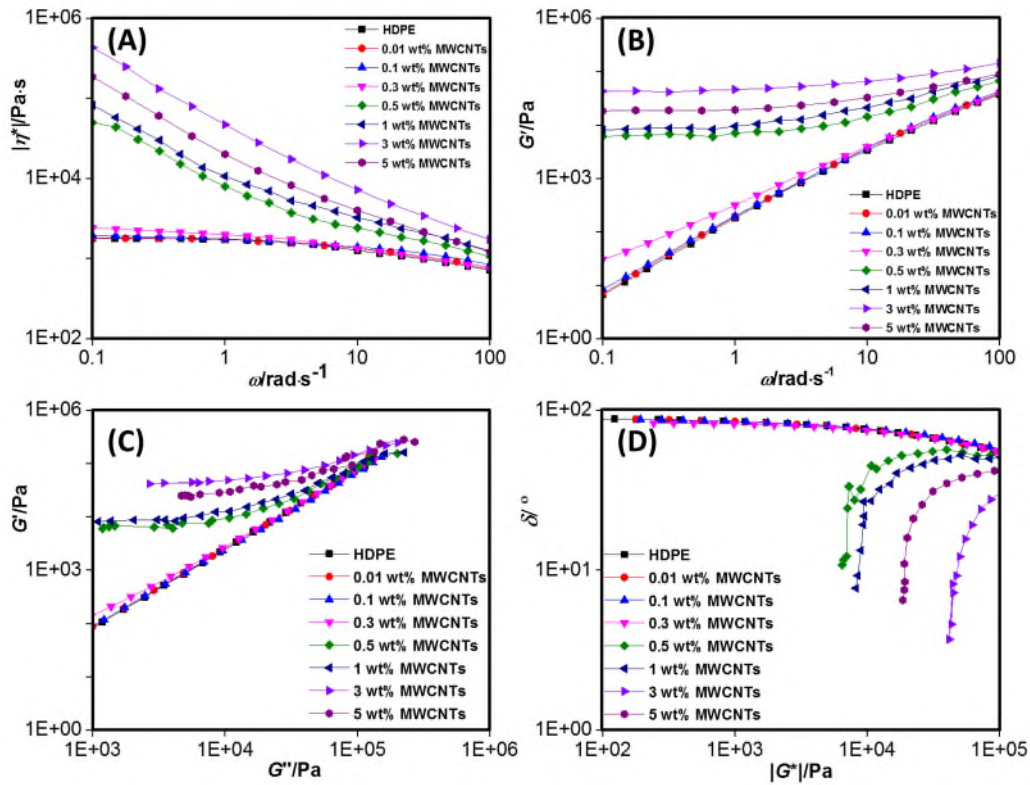 (A)
1E+06
1E+04
1E+02
|η*|/Pa·s
0.1
1
10
100
ω/rad·s⁻¹
HDPE
0.01 wt% MWCNTs
0.1 wt% MWCNTs
0.3 wt% MWCNTs
0.5 wt% MWCNTs
1 wt% MWCNTs
3 wt% MWCNTs
5 wt% MWCNTs
(B)
1E+06
1E+03
1E+00
G'/Pa
0.1
1
10
100
ω/rad·s⁻¹
HDPE
0.01 wt% MWCNTs
0.1 wt% MWCNTs
0.3 wt% MWCNTs
0.5 wt% MWCNTs
1 wt% MWCNTs
3 wt% MWCNTs
5 wt% MWCNTs
(C)
1E+06
1E+03
1E+00
G'/Pa
1E+03
1E+04
1E+05
1E+06
G''/Pa
HDPE
0.01 wt% MWCNTs
0.1 wt% MWCNTs
0.3 wt% MWCNTs
0.5 wt% MWCNTs
1 wt% MWCNTs
3 wt% MWCNTs
5 wt% MWCNTs
(D)
1E+02
1E+01
1E+00
δ/ °
1E+02
1E+03
1E+04
1E+05
|G*|/Pa
HDPE
0.01 wt% MWCNTs
0.1 wt% MWCNTs
0.3 wt% MWCNTs
0.5 wt% MWCNTs
1 wt% MWCNTs
3 wt% MWCNTs
5 wt% MWCNTs